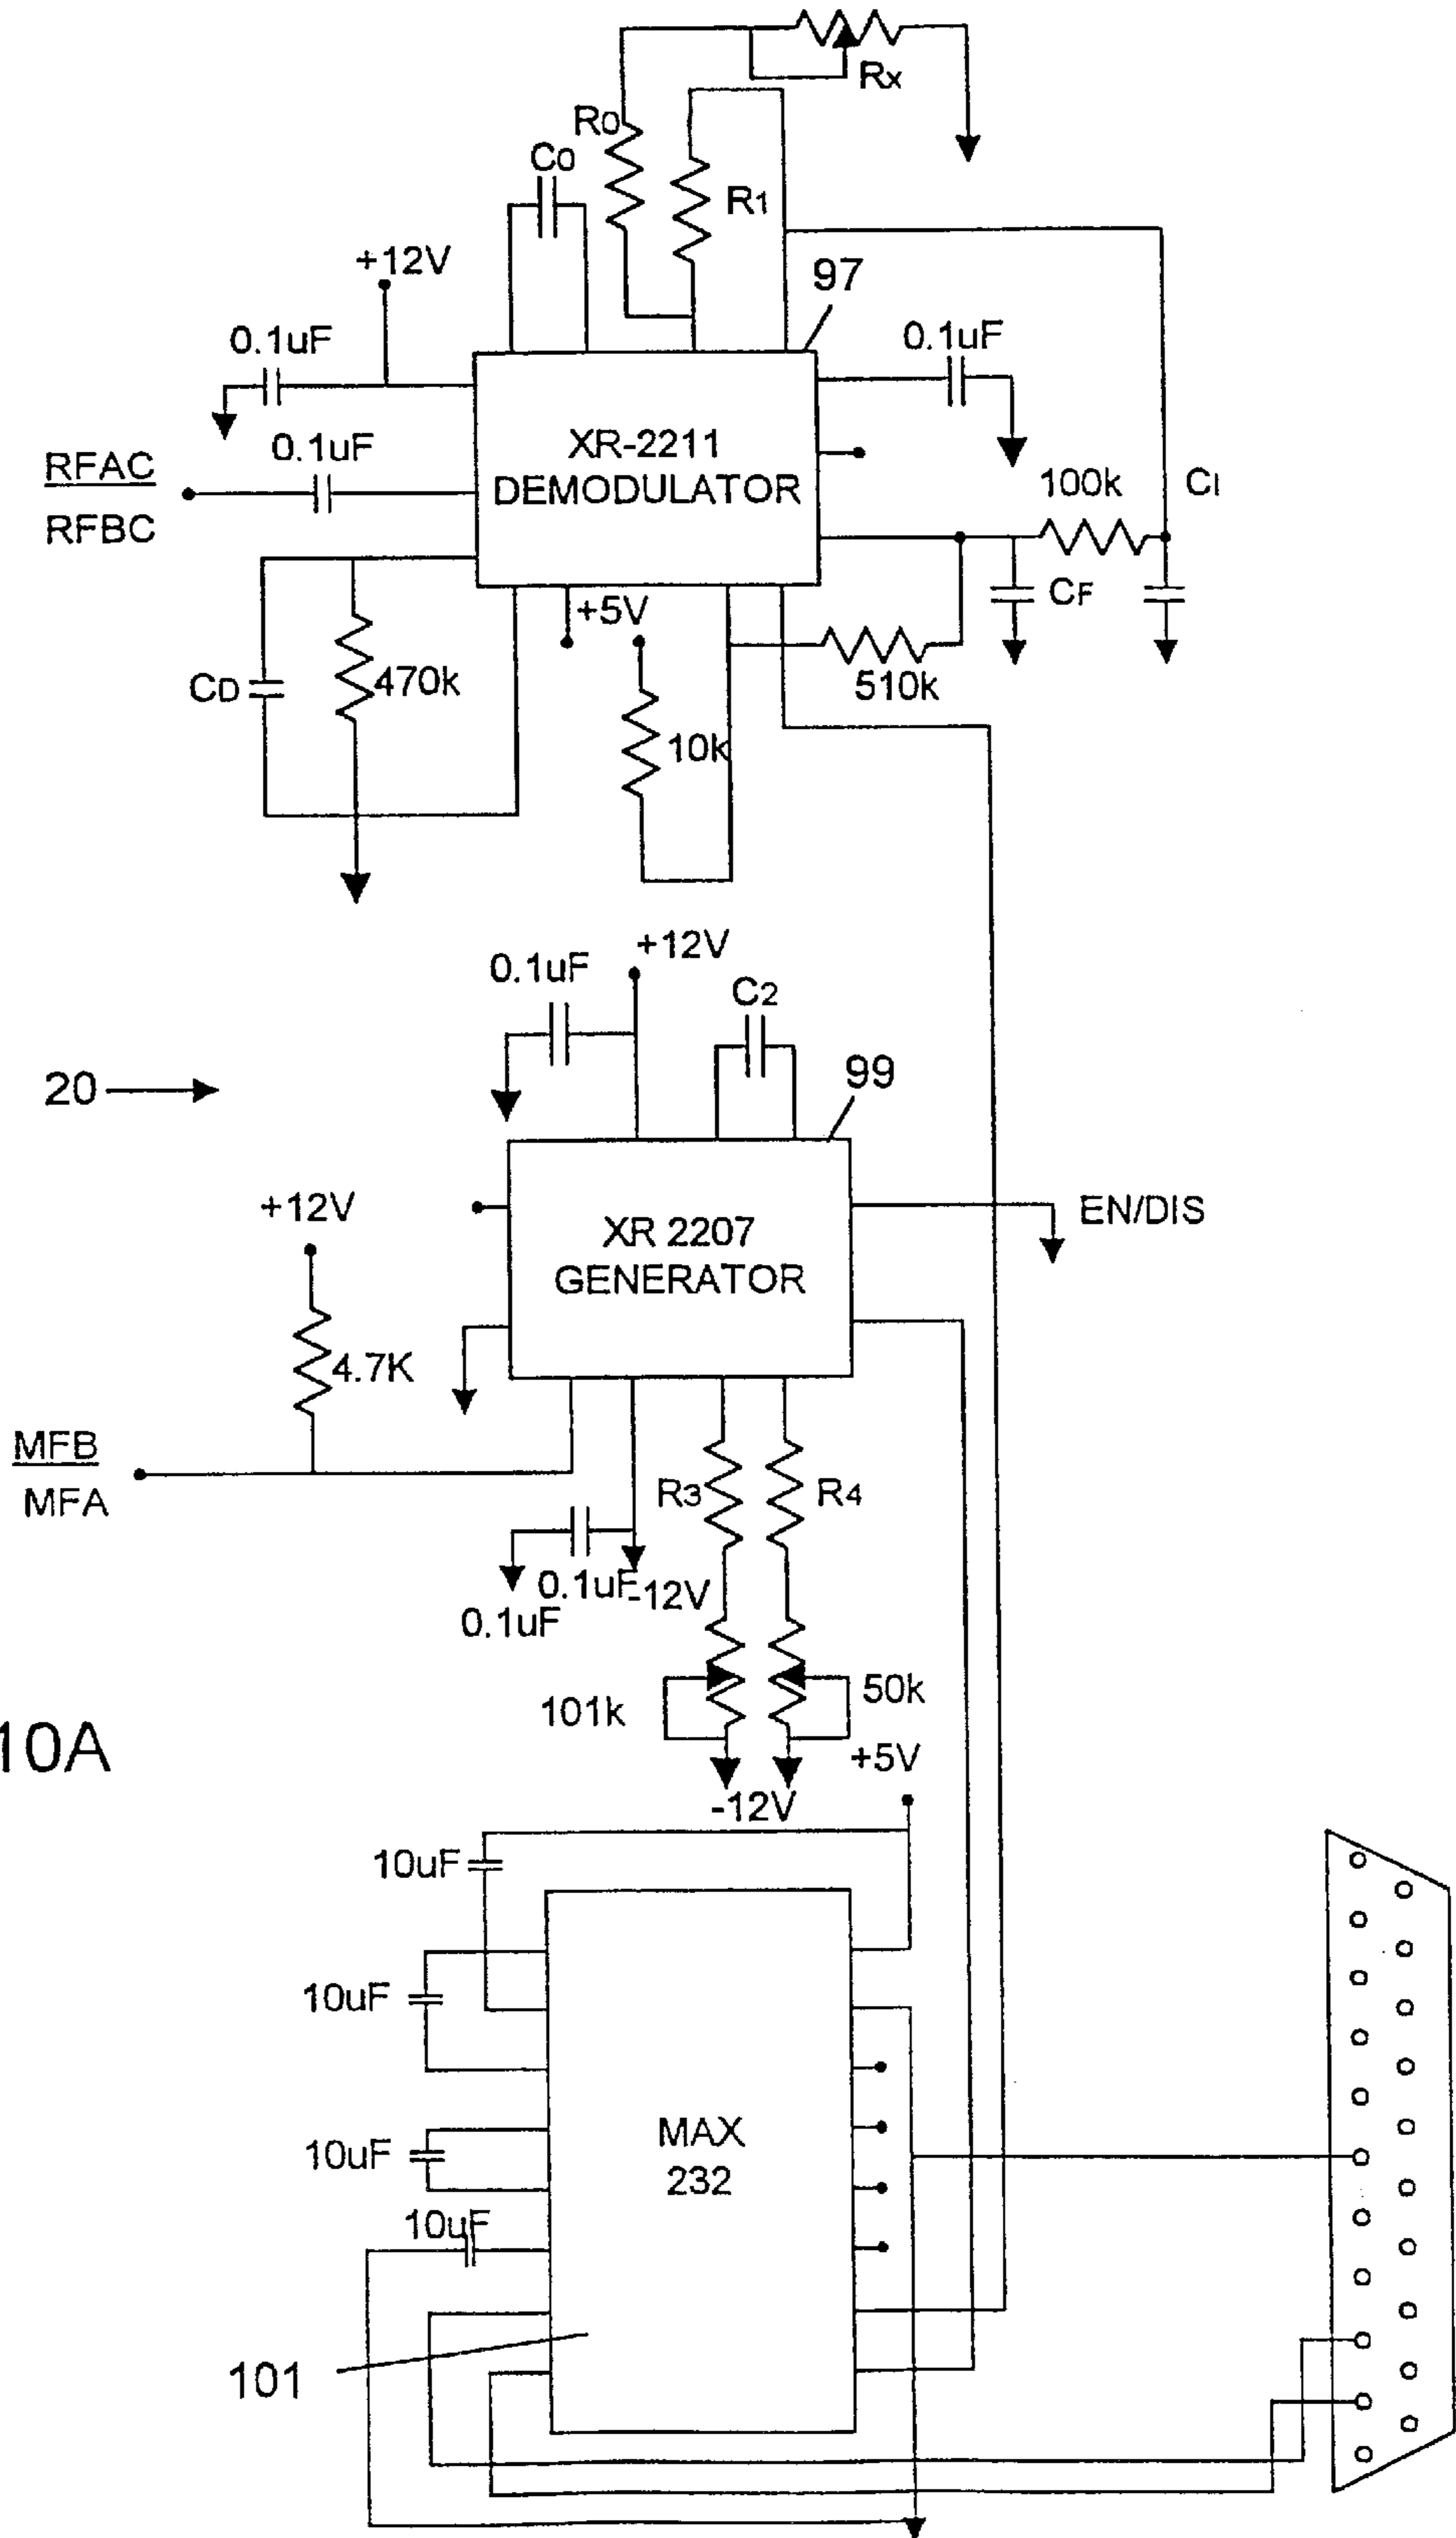 Rx
R0
C0
R1
+12V
97
0.1uF
0.1uF
XR-2211
DEMODULATOR
0.1uF
RFAC
RFBC
100k
CI
CF
+5V
CD
470k
510k
10k
+12V
0.1uF
C2
20
99
+12V
XR 2207
GENERATOR
EN/DIS
4.7K
MFB
MFA
R3
R4
0.1uF
-12V
0.1uF
101k
50k
10A
+5V
-12V
10uF
10uF
MAX
232
10uF
10uF
101